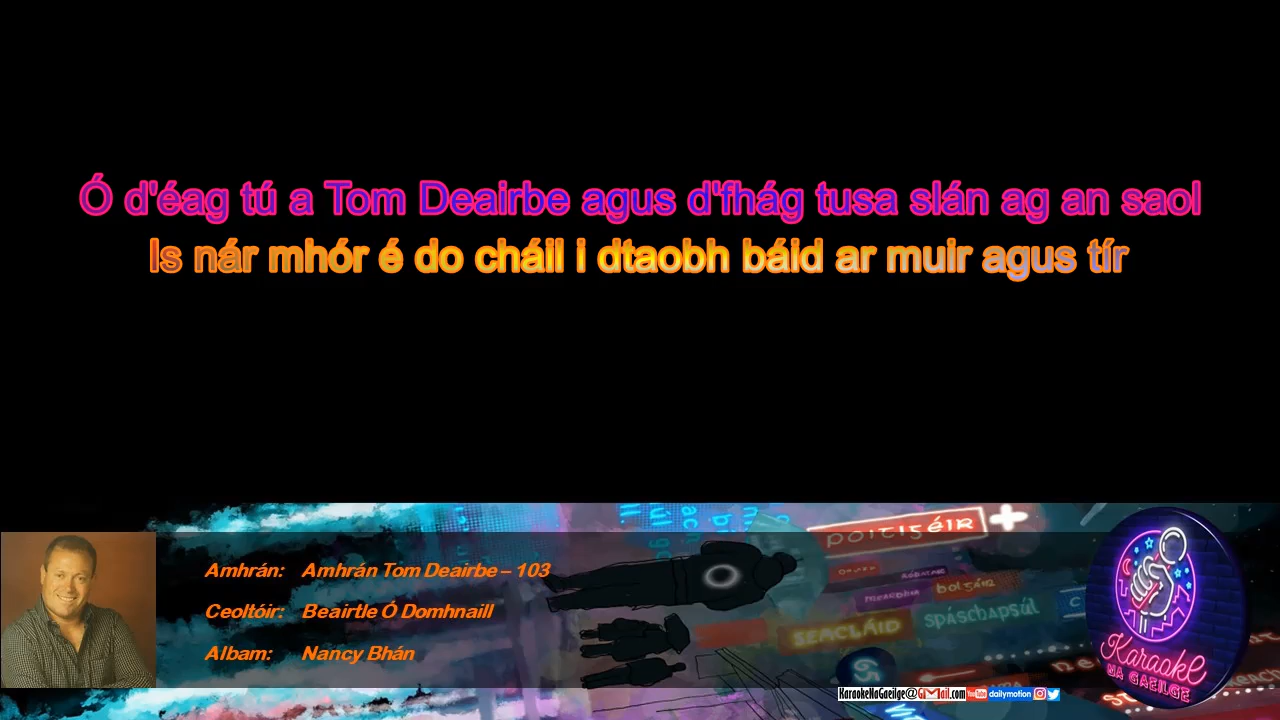 Ó d'éag tú a Tom Deairbe agus d'fhág tusa slán ag an saol
Is nár mhór é do cháil i dtaobh báid ar muir agus tír
poitigéir
Amhrán: Amhrán Tom Deairbe – 103
bolgáir
spáschapsúl
seacláid
Ceoltóir: Beairtle Ó Domhnaill
Albam: Nancy Bhán
Karaoke
NA GAEILGE
KaraokeNaGaeilge@GMail.com YouTube dailymotion